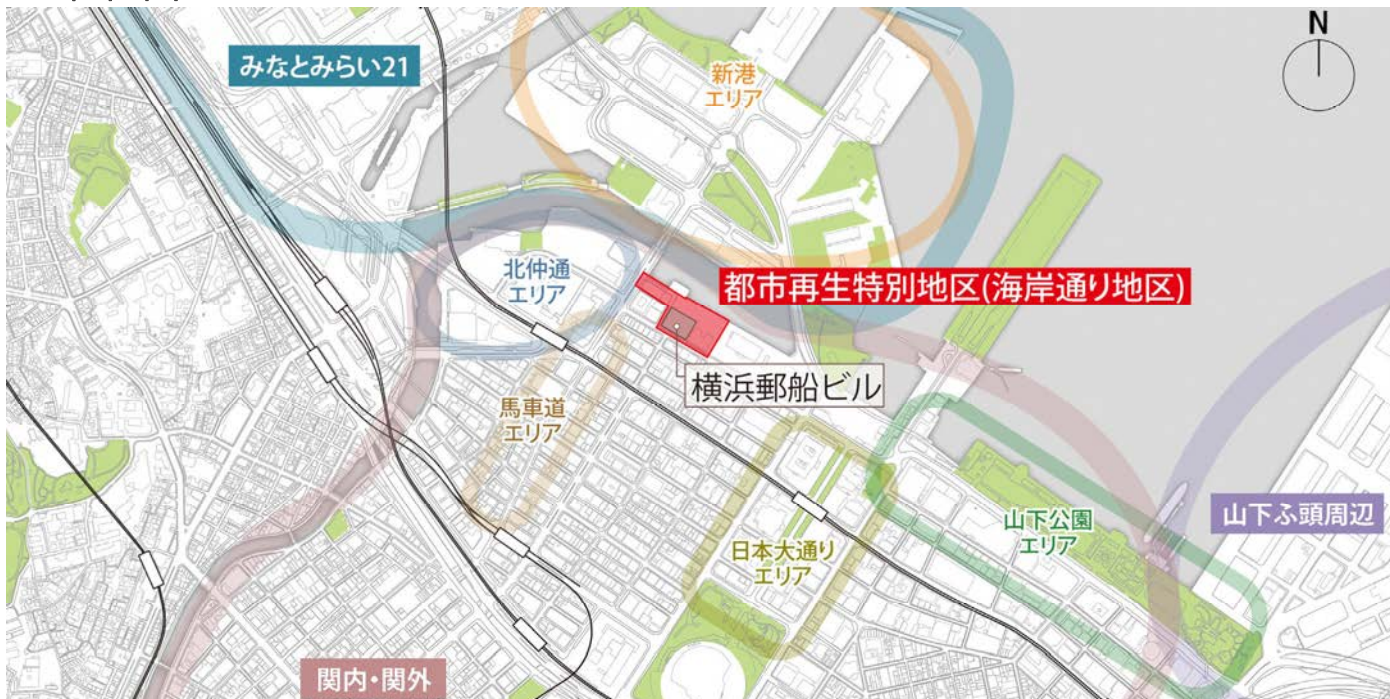 N
みなとみらい21
新港
エリア
北仲通
エリア
都市再生特別地区(海岸通り地区)
横浜郵船ビル
馬車道
エリア
山下公園
エリア
山下ふ頭周辺
日本大通り
エリア
関内・関外